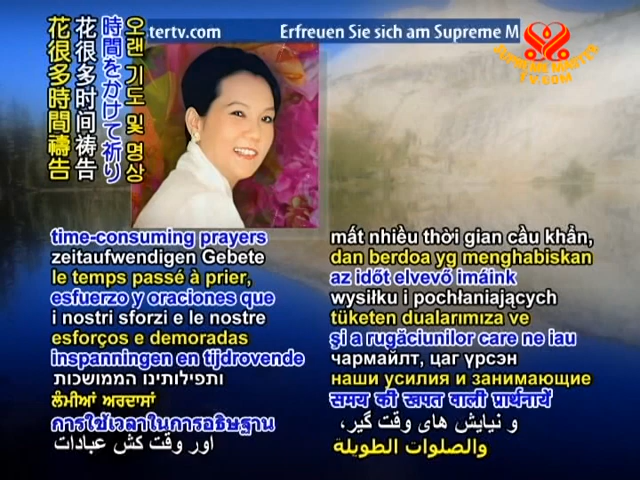 tertv.com
Erfreuen Sie sich am Supreme M
SUPREME MASTER
TV.COM
오랜 기도 및 명상
時間をかけて祈り
花很多时间祷告
花很多時間禱告
time-consuming prayers
zeitaufwendigen Gebete
le temps passé à prier,
esfuerzo y oraciones que
i nostri sforzi e le nostre
esforços e demoradas
inspanningen en tijdrovende
ותפילותינו הממושכות
ਲੰਮੀਆਂ ਅਰਦਾਸਾਂ
การใช้เวลาในการอธิษฐาน
اور وقت کش عبادات
mất nhiều thời gian cầu khẩn,
dan berdoa yg menghabiskan
az időt elvevő imáink
wysiłku i pochłaniających
tüketen dualarımıza ve
şi a rugăciunilor care ne iau
чармайлт, цаг үрсэн
наши усилия и занимающие
समय की खपत वाली प्रार्थनायें
و نیایش های وقت گیر،
والصلوات الطويلة